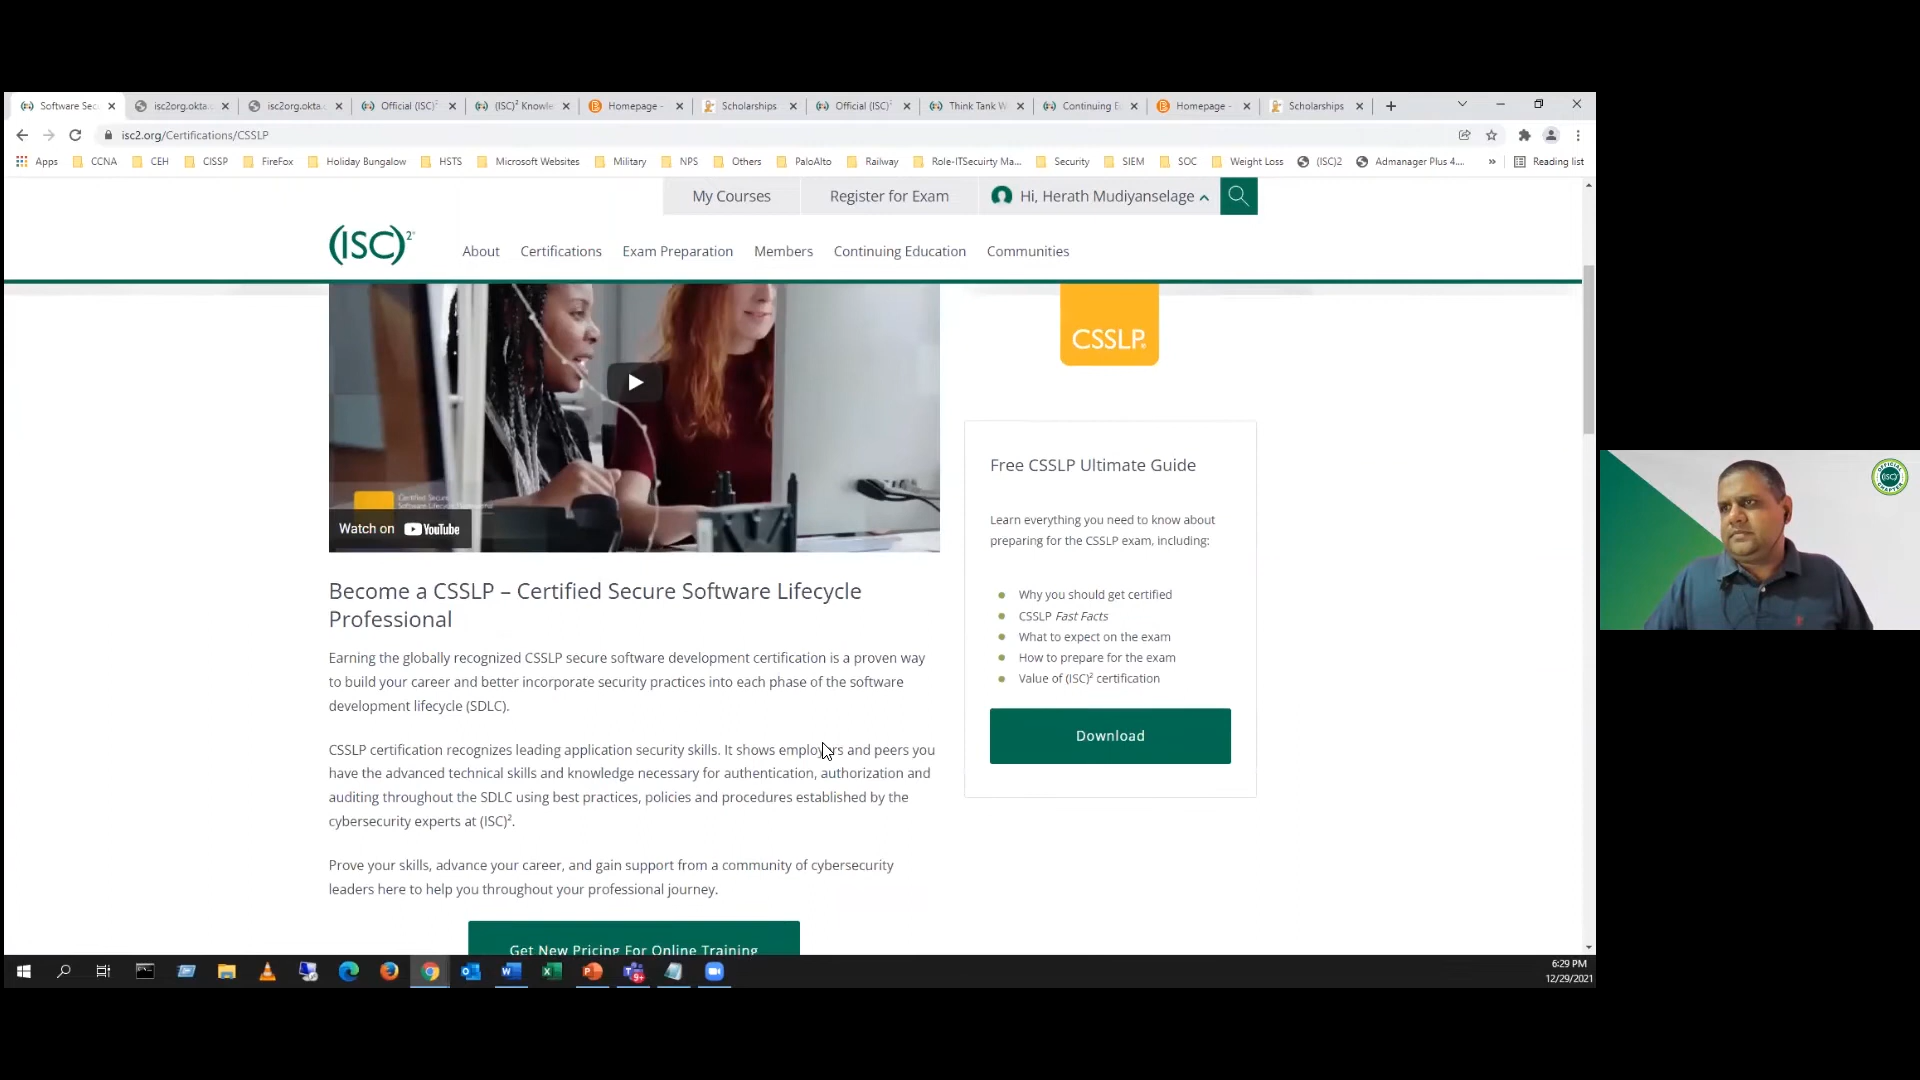 Software Sec
isc2org.okta.
isc2org.okta.
Official (ISC)²
(ISC)² Knowle
Homepage -
Scholarships
Official (ISC)²
Think Tank W
Continuing E
Homepage -
Scholarships
isc2.org/Certifications/CSSLP
Apps
CCNA
CEH
CISSP
FireFox
Holiday Bungalow
HSTS
Microsoft Websites
Military
NPS
Others
PaloAlto
Railway
Role-ITSecuirty Ma...
Security
SIEM
SOC
Weight Loss
(ISC)2
Admanager Plus 4....
»
Reading list
My Courses
Register for Exam
Hi, Herath Mudiyanselage
(ISC)²
About
Certifications
Exam Preparation
Members
Continuing Education
Communities
CSSLP®
Certified Secure
Software Lifecycle Professional
Watch on YouTube
Free CSSLP Ultimate Guide
Learn everything you need to know about
preparing for the CSSLP exam, including:
Why you should get certified
CSSLP Fast Facts
What to expect on the exam
How to prepare for the exam
Value of (ISC)² certification
Download
Become a CSSLP – Certified Secure Software Lifecycle
Professional
Earning the globally recognized CSSLP secure software development certification is a proven way
to build your career and better incorporate security practices into each phase of the software
development lifecycle (SDLC).
CSSLP certification recognizes leading application security skills. It shows employers and peers you
have the advanced technical skills and knowledge necessary for authentication, authorization and
auditing throughout the SDLC using best practices, policies and procedures established by the
cybersecurity experts at (ISC)².
Prove your skills, advance your career, and gain support from a community of cybersecurity
leaders here to help you throughout your professional journey.
Get New Pricing For Online Training
9+
6:29 PM
12/29/2021
OFFICIAL
(ISC)²
CHAPTER